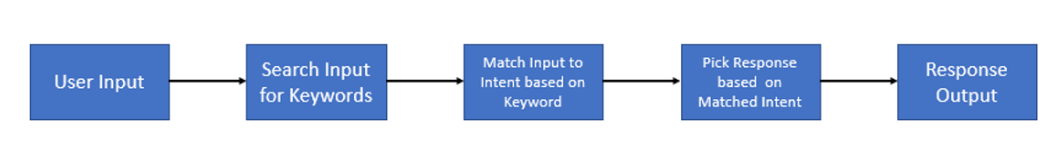 User Input
Search Input
for Keywords
Match Input to
Intent based on
Keyword
Pick Response
based on
Matched Intent
Response
Output